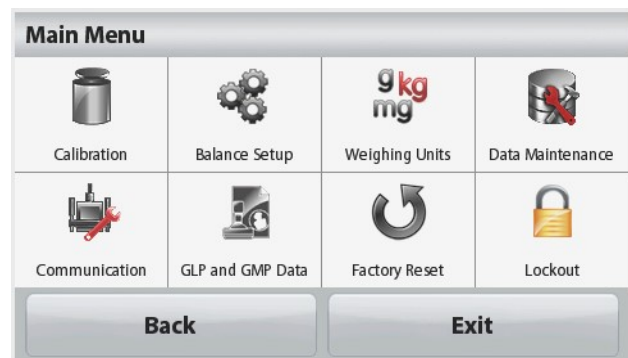 Main Menu
g kg
mg
Calibration
Balance Setup
Weighing Units
Data Maintenance
Communication
GLP and GMP Data
Factory Reset
Lockout
Back
Exit